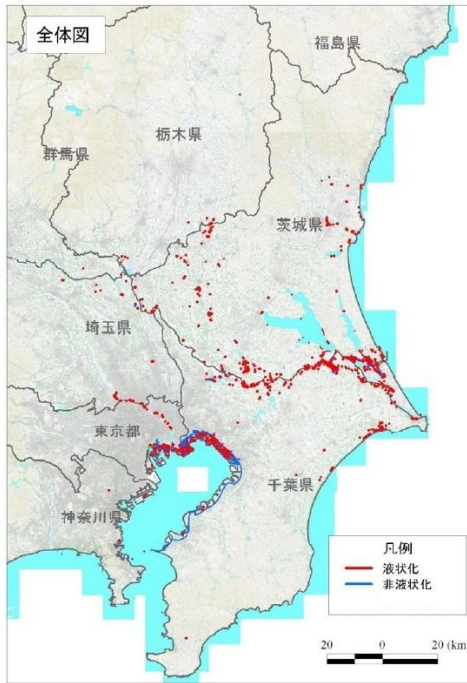 全体図
福島県
栃木県
群馬県
茨城県
埼玉県
東京都
千葉県
神奈川県
凡例
液状化
非液状化
20 0 20 (km